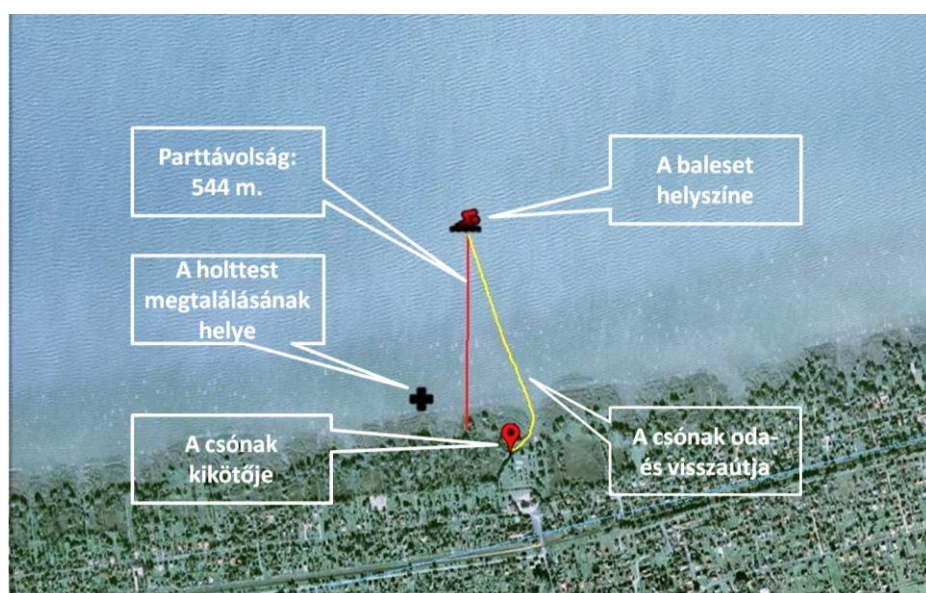 Parttávolság:
544 m.
A baleset
helyszíne
A holttest
megtalálásának
helye
A csónak
kikötője
A csónak oda-
és visszaútja